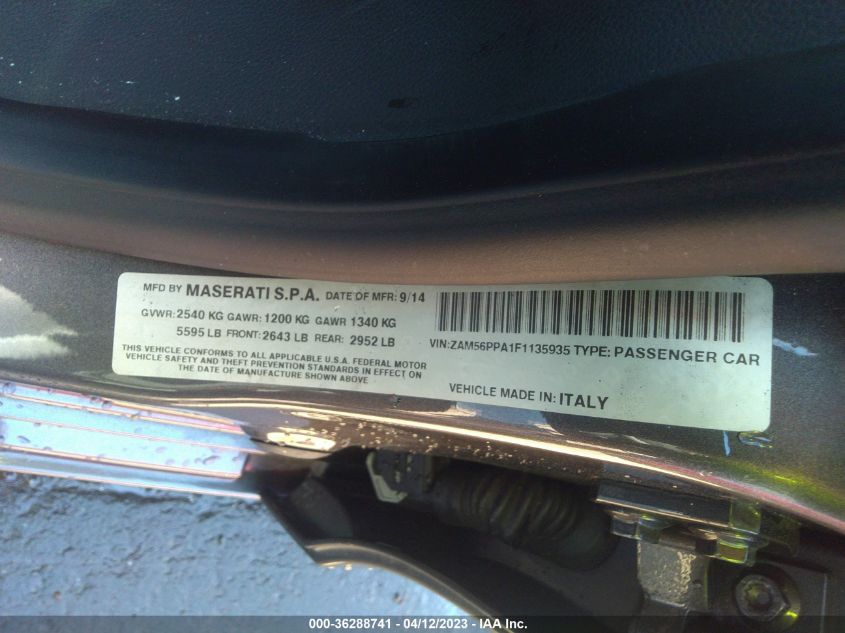 MFD BY MASERATI S.P.A. DATE OF MFR: 9/14
GVWR: 2540 KG GAWR: 1200 KG GAWR 1340 KG
5595 LB FRONT: 2643 LB REAR: 2952 LB
THIS VEHICLE CONFORMS TO ALL APPLICABLE U.S.A. FEDERAL MOTOR
VEHICLE SAFETY AND THEFT PREVENTION STANDARDS IN EFFECT ON
THE DATE OF MANUFACTURE SHOWN ABOVE
VIN:ZAM56PPA1F1135935 TYPE: PASSENGER CAR
VEHICLE MADE IN: ITALY
000-36288741 - 04/12/2023 - IAA Inc.